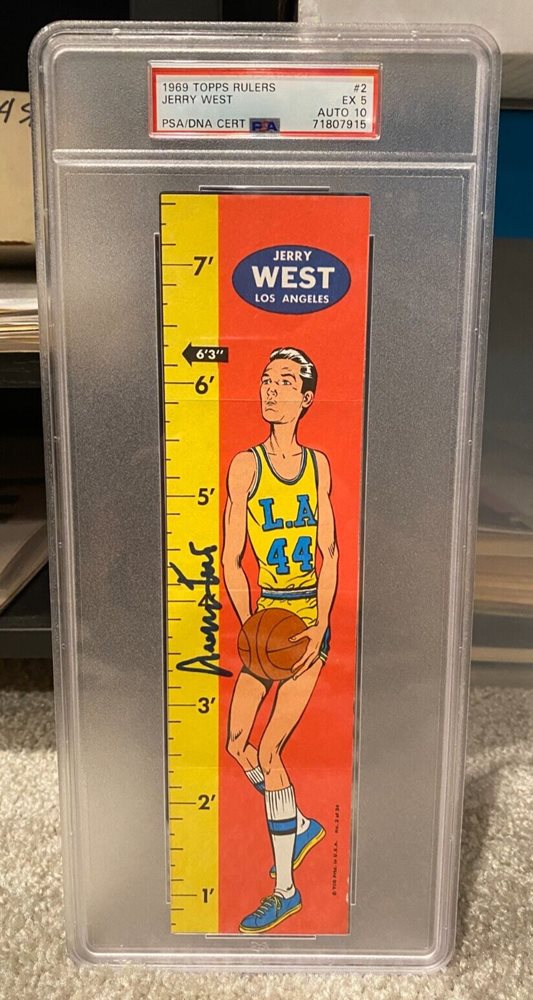 1969 TOPPS RULERS #2
JERRY WEST EX 5
AUTO 10
PSA/DNA CERT PSA 71807915
JERRY
WEST
LOS ANGELES
7'
6'3"
6'
5'
L.A
44
3'
2'
1'